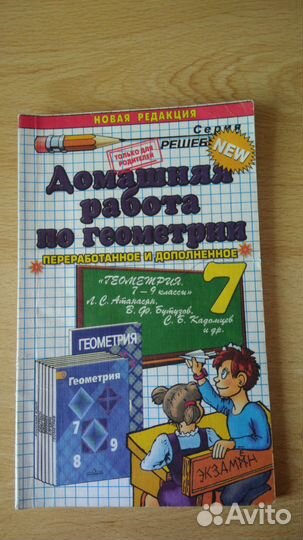 НОВАЯ РЕДАКЦИЯ
Серия
РЕШЕБ
NEW
ТОЛЬКО ДЛЯ
РОДИТЕЛЕЙ
Домашняя
работа
по геометрии
ПЕРЕРАБОТАННОЕ И ДОПОЛНЕННОЕ
7
"ГЕОМЕТРИЯ.
7-9 классы"
Л.С. Атанасян,
В.Ф. Бутузов,
С.Б. Кадомцев
и др.
ГЕОМЕТРИЯ
Геометрия
7
8 9
ЭКЗАМЕН
Avito